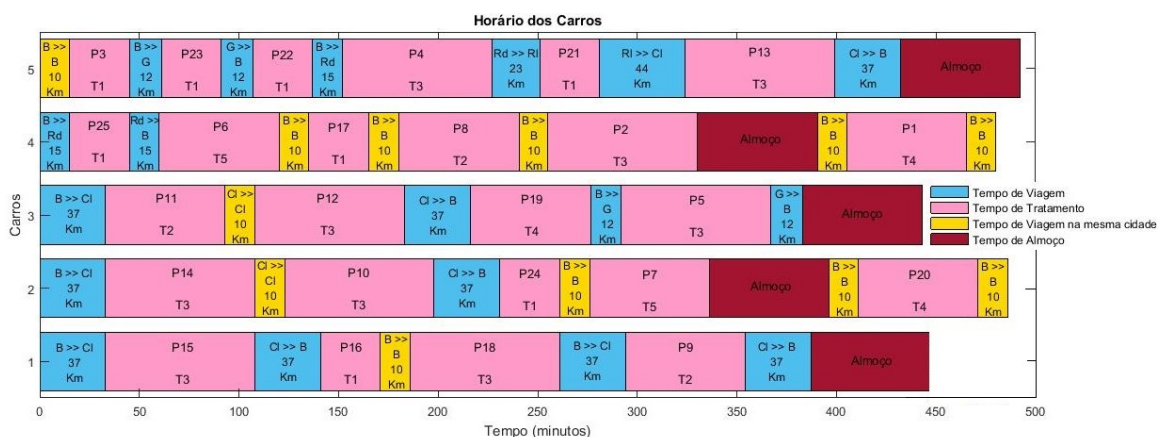 Horário dos Carros
5
B >>
B
10
Km
P3
T1
B >>
G
12
Km
P23
T1
G >>
B
12
Km
P22
T1
B >>
Rd
15
Km
P4
T3
Rd >> Rl
23
Km
P21
T1
Rl >> Cl
44
Km
P13
T3
Cl >> B
37
Km
Almoço
4
B >>
Rd
15
Km
P25
T1
Rd >>
B
15
Km
P6
T5
B >>
B
10
Km
P17
T1
B >>
B
10
Km
P8
T2
B >>
B
10
Km
P2
T3
Almoço
B >>
B
10
Km
P1
T4
B >>
B
10
Km
3
B >> Cl
37
Km
P11
T2
Cl >>
Cl
10
Km
P12
T3
Cl >> B
37
Km
P19
T4
B >>
G
12
Km
P5
T3
G >>
B
12
Km
Almoço
2
B >> Cl
37
Km
P14
T3
Cl >>
Cl
10
Km
P10
T3
Cl >> B
37
Km
P24
T1
B >>
B
10
Km
P7
T5
Almoço
B >>
B
10
Km
P20
T4
B >>
B
10
Km
1
B >> Cl
37
Km
P15
T3
Cl >> B
37
Km
P16
T1
B >>
B
10
Km
P18
T3
B >> Cl
37
Km
P9
T2
Cl >> B
37
Km
Almoço
Carros
Tempo de Viagem
Tempo de Tratamento
Tempo de Viagem na mesma cidade
Tempo de Almoço
0 50 100 150 200 250 300 350 400 450 500
Tempo (minutos)